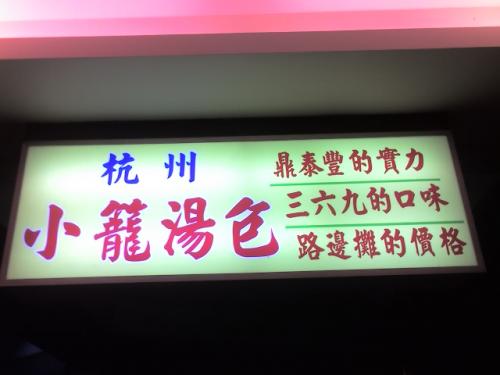 杭州
小籠湯包
鼎泰豐的實力
三六九的口味
路邊攤的價格